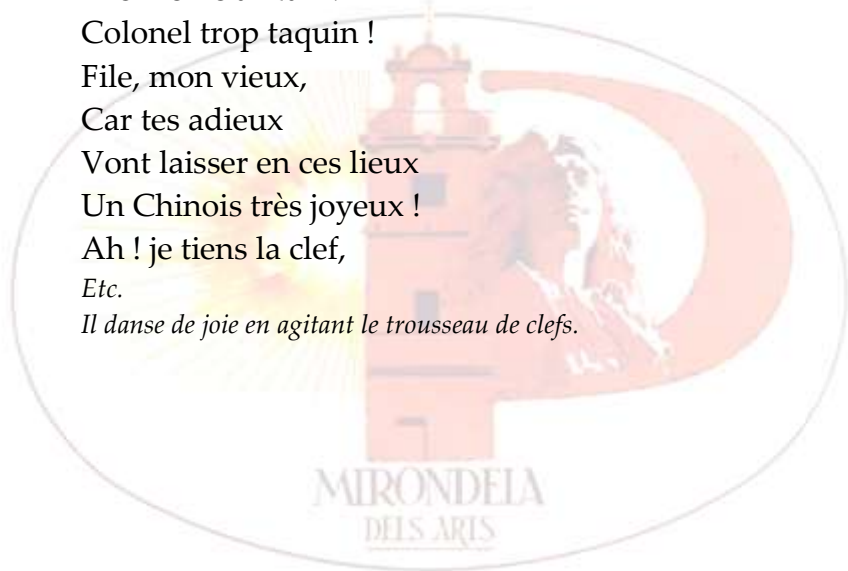 Colonel trop taquin !
File, mon vieux,
Car tes adieux
Vont laisser en ces lieux
Un Chinois très joyeux !
Ah ! je tiens la clef,
Etc.
Il danse de joie en agitant le trousseau de clefs.
MIRONDELA
DELS ARTS